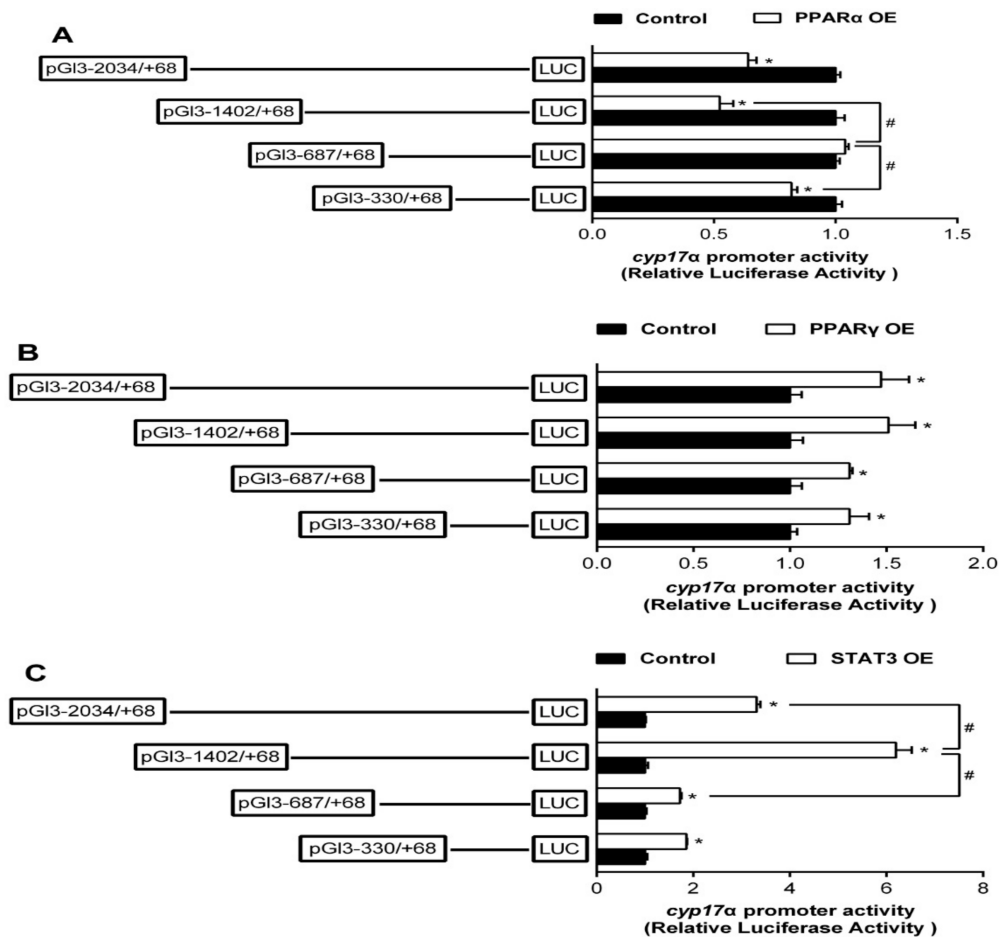 A
Control PPARα OE
pGl3-2034/+68 LUC *
pGl3-1402/+68 LUC * #
pGl3-687/+68 LUC #
pGl3-330/+68 LUC *
0.0 0.5 1.0 1.5
cyp17α promoter activity
(Relative Luciferase Activity )
B
Control PPARγ OE
pGl3-2034/+68 LUC *
pGl3-1402/+68 LUC *
pGl3-687/+68 LUC *
pGl3-330/+68 LUC *
0.0 0.5 1.0 1.5 2.0
cyp17α promoter activity
(Relative Luciferase Activity )
C
Control STAT3 OE
pGl3-2034/+68 LUC * #
pGl3-1402/+68 LUC * #
pGl3-687/+68 LUC *
pGl3-330/+68 LUC *
0 2 4 6 8
cyp17α promoter activity
(Relative Luciferase Activity )